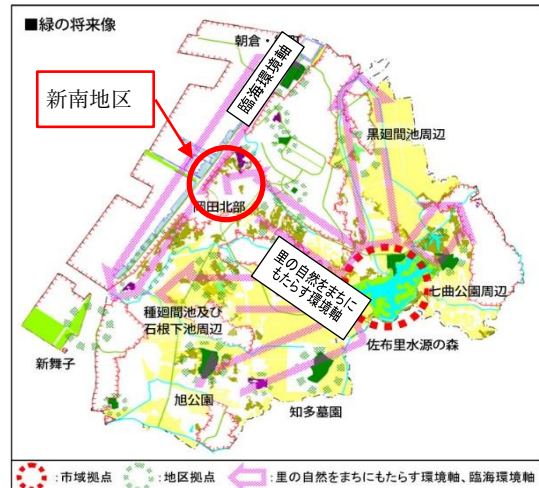 ■緑の将来像
朝倉・
臨海環境軸
新南地区
黒廻間池周辺
岡田北部
里の自然をまちに
もたらす環境軸
七曲公園周辺
種廻間池及び
石根下池周辺
佐布里水源の森
新舞子
旭公園
知多墓園
:市域拠点 :地区拠点 :里の自然をまちにもたらす環境軸、臨海環境軸